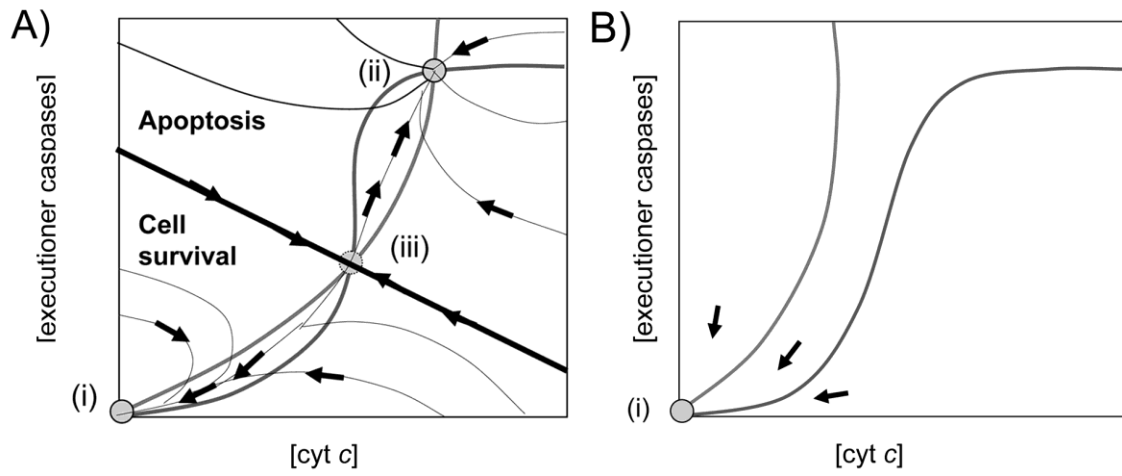 A)
[executioner caspases]
(ii)
Apoptosis
Cell
survival
(iii)
(i)
[cyt c]
B)
[executioner caspases]
(i)
[cyt c]